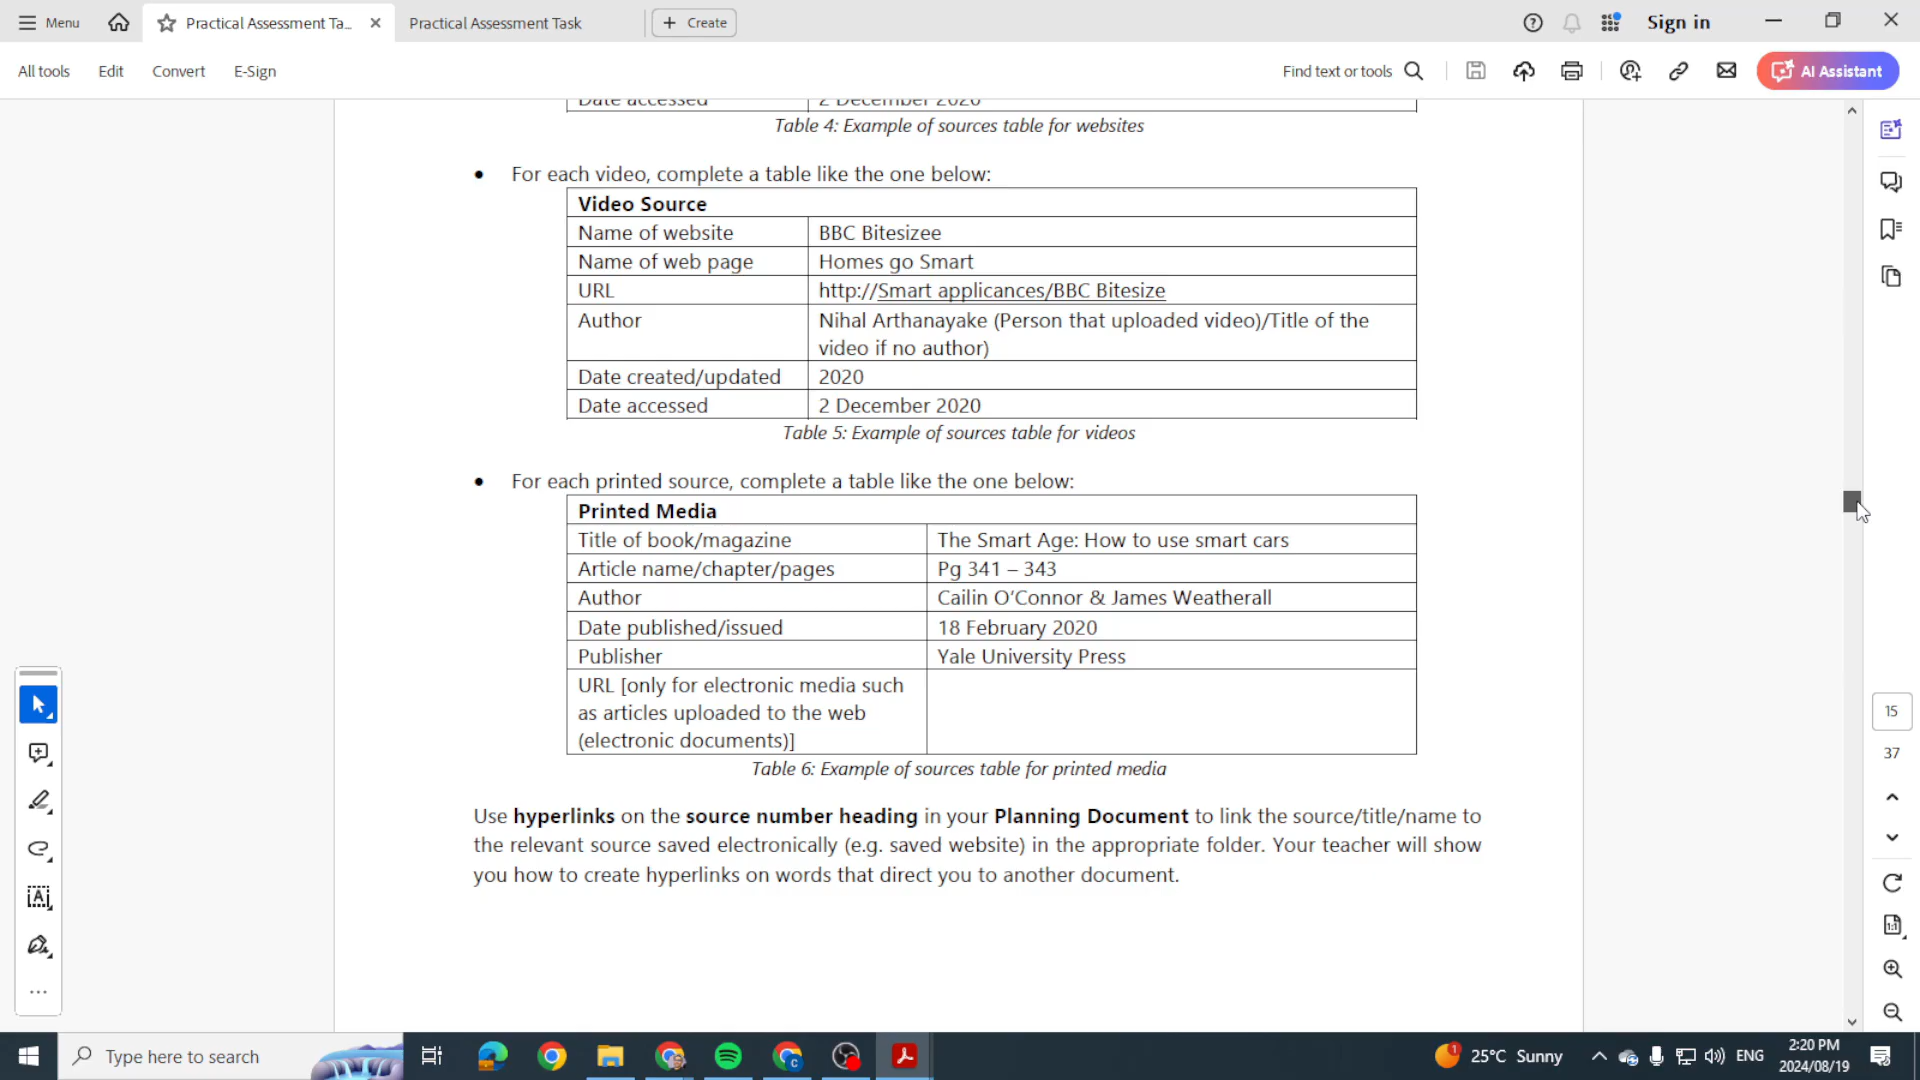 Menu
Practical Assessment Ta...
Practical Assessment Task
Create
Sign in
All tools
Edit
Convert
E-Sign
Find text or tools
AI Assistant
Date accessed 2 December 2020
Table 4: Example of sources table for websites
• For each video, complete a table like the one below:
Video Source
Name of website BBC Bitesizee
Name of web page Homes go Smart
URL http://Smart applicances/BBC Bitesize
Author Nihal Arthanayake (Person that uploaded video)/Title of the
video if no author)
Date created/updated 2020
Date accessed 2 December 2020
Table 5: Example of sources table for videos
• For each printed source, complete a table like the one below:
Printed Media
Title of book/magazine The Smart Age: How to use smart cars
Article name/chapter/pages Pg 341 – 343
Author Cailin O’Connor & James Weatherall
Date published/issued 18 February 2020
Publisher Yale University Press
URL [only for electronic media such
as articles uploaded to the web
(electronic documents)]
Table 6: Example of sources table for printed media
Use hyperlinks on the source number heading in your Planning Document to link the source/title/name to
the relevant source saved electronically (e.g. saved website) in the appropriate folder. Your teacher will show
you how to create hyperlinks on words that direct you to another document.
15
37
Type here to search
1
25°C Sunny
ENG
2:20 PM
2024/08/19